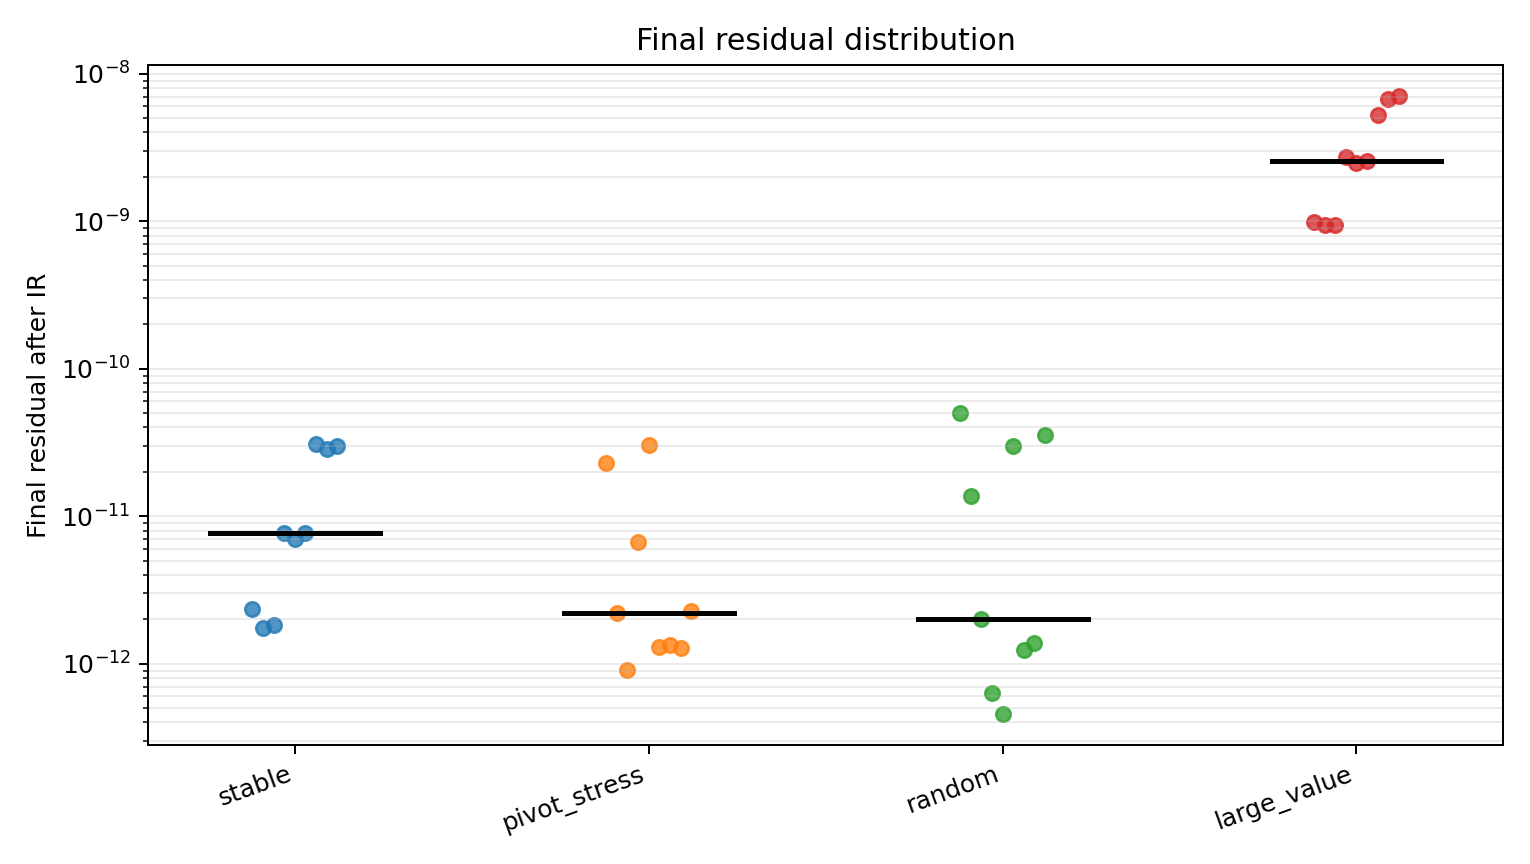 Final residual distribution
Final residual after IR
10⁻⁸
10⁻⁹
10⁻¹⁰
10⁻¹¹
10⁻¹²
stable
pivot_stress
random
large_value